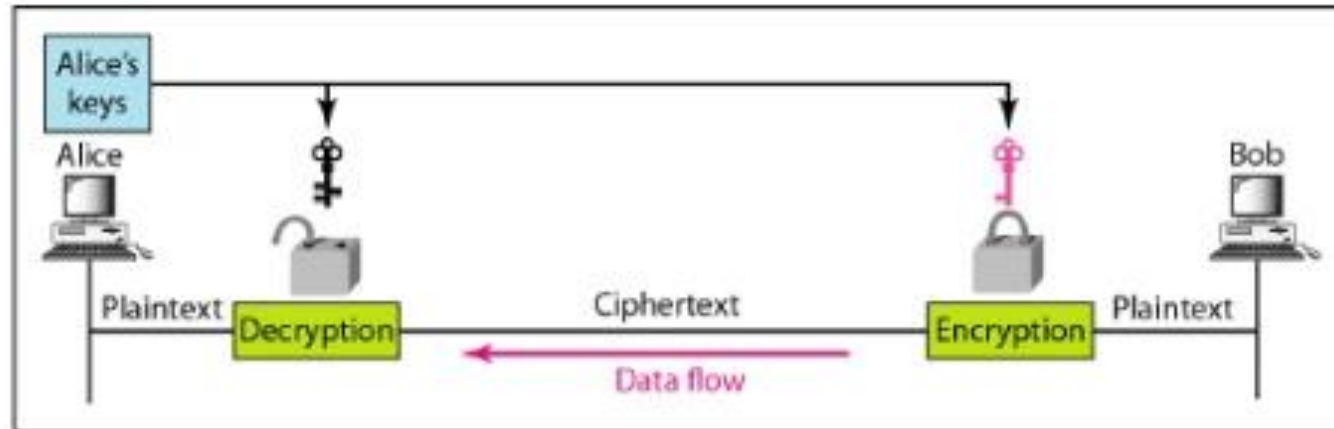 Alice's
keys
Alice
Bob
Plaintext
Decryption
Ciphertext
Encryption
Plaintext
Data flow